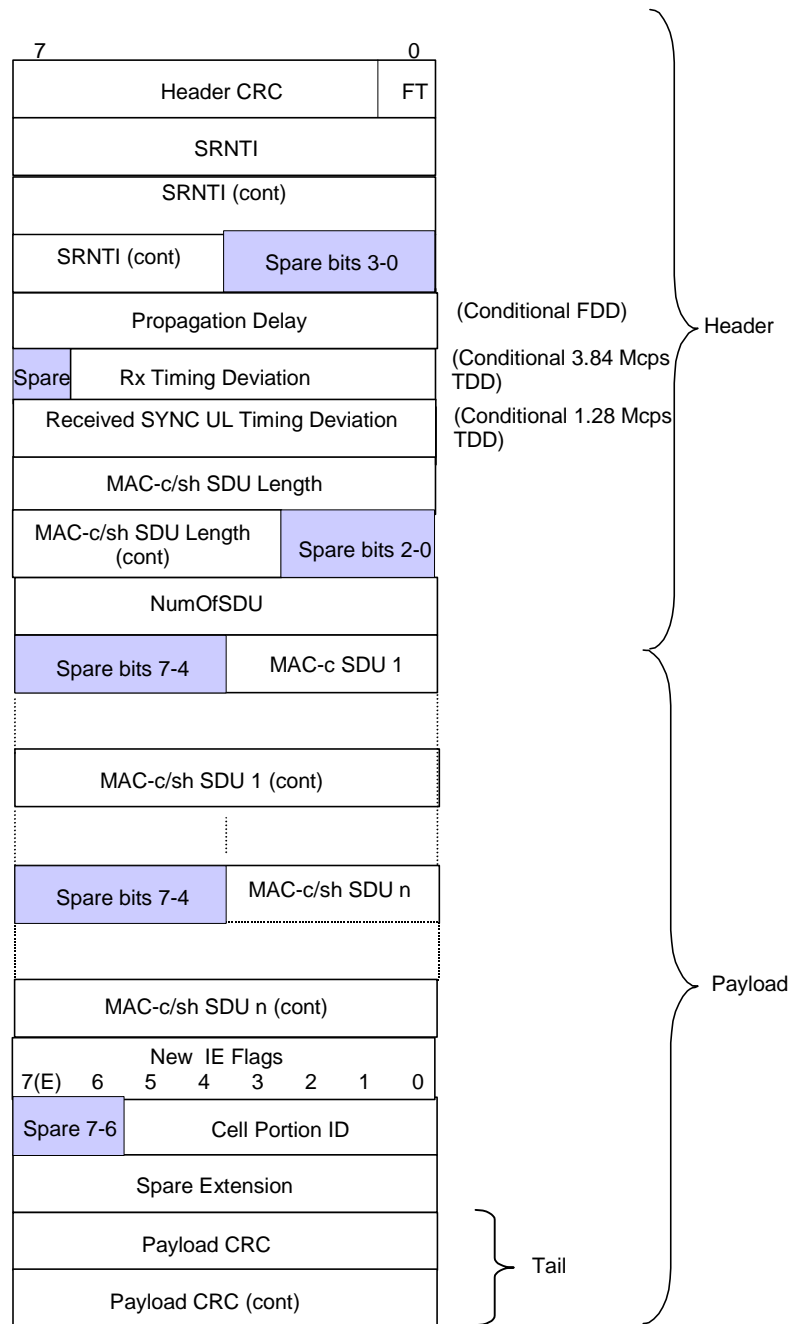 7 0
Header CRC FT
SRNTI
SRNTI (cont)
SRNTI (cont) Spare bits 3-0
Propagation Delay (Conditional FDD)
Header
Spare Rx Timing Deviation (Conditional 3.84 Mcps
TDD)
Received SYNC UL Timing Deviation (Conditional 1.28 Mcps
TDD)
MAC-c/sh SDU Length
MAC-c/sh SDU Length
(cont) Spare bits 2-0
NumOfSDU
Spare bits 7-4 MAC-c SDU 1
MAC-c/sh SDU 1 (cont)
Spare bits 7-4 MAC-c/sh SDU n
Payload
MAC-c/sh SDU n (cont)
New IE Flags
7(E) 6 5 4 3 2 1 0
Spare 7-6 Cell Portion ID
Spare Extension
Payload CRC
Tail
Payload CRC (cont)